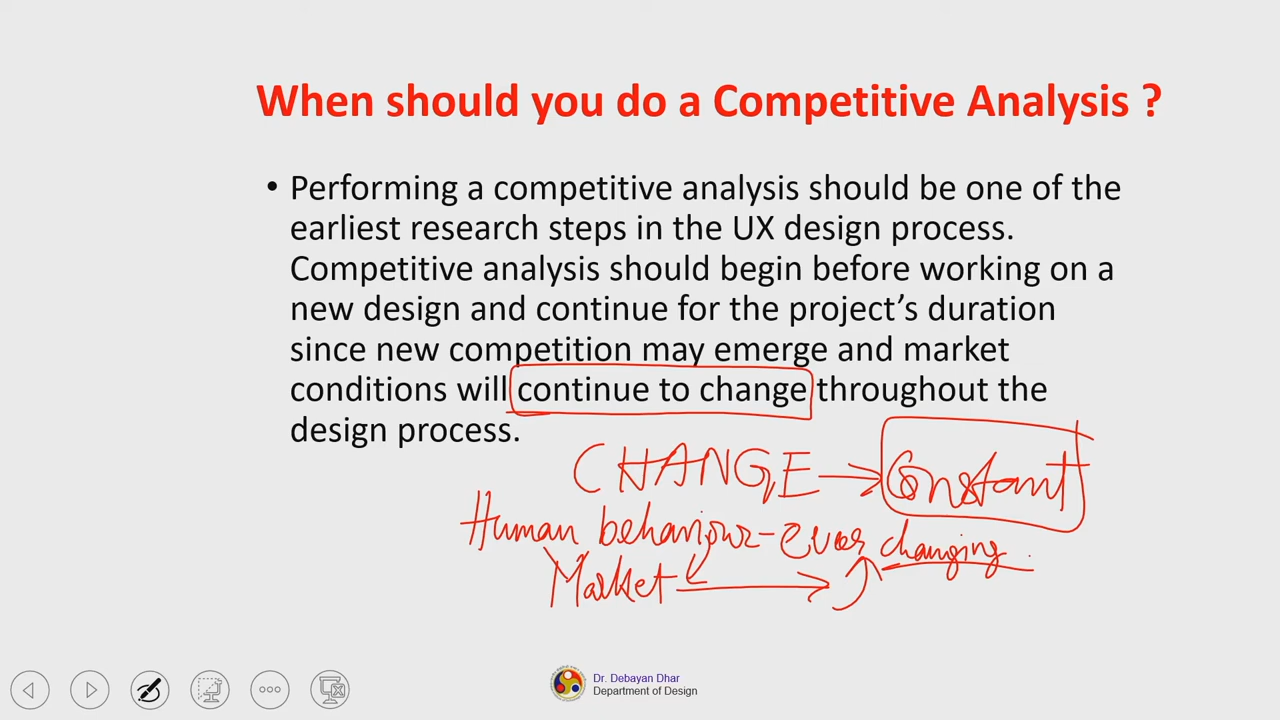 When should you do a Competitive Analysis ?
• Performing a competitive analysis should be one of the
earliest research steps in the UX design process.
Competitive analysis should begin before working on a
new design and continue for the project’s duration
since new competition may emerge and market
conditions will continue to change throughout the
design process.
CHANGE → Constant
Human behaviour - ever changing.
Market
Dr. Debayan Dhar
Department of Design